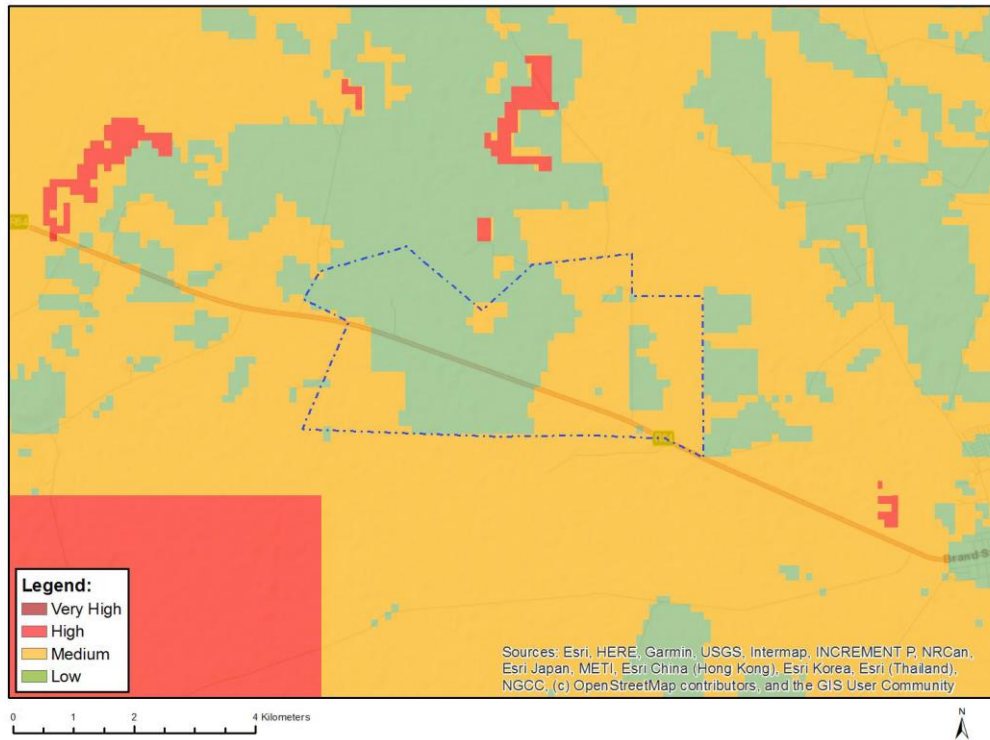 Legend:
Very High
High
Medium
Low
Sources: Esri, HERE, Garmin, USGS, Intermap, INCREMENT P, NRCan,
Esri Japan, METI, Esri China (Hong Kong), Esri Korea, Esri (Thailand),
NGCC, (c) OpenStreetMap contributors, and the GIS User Community
Brand S
0 1 2 4 Kilometers
N